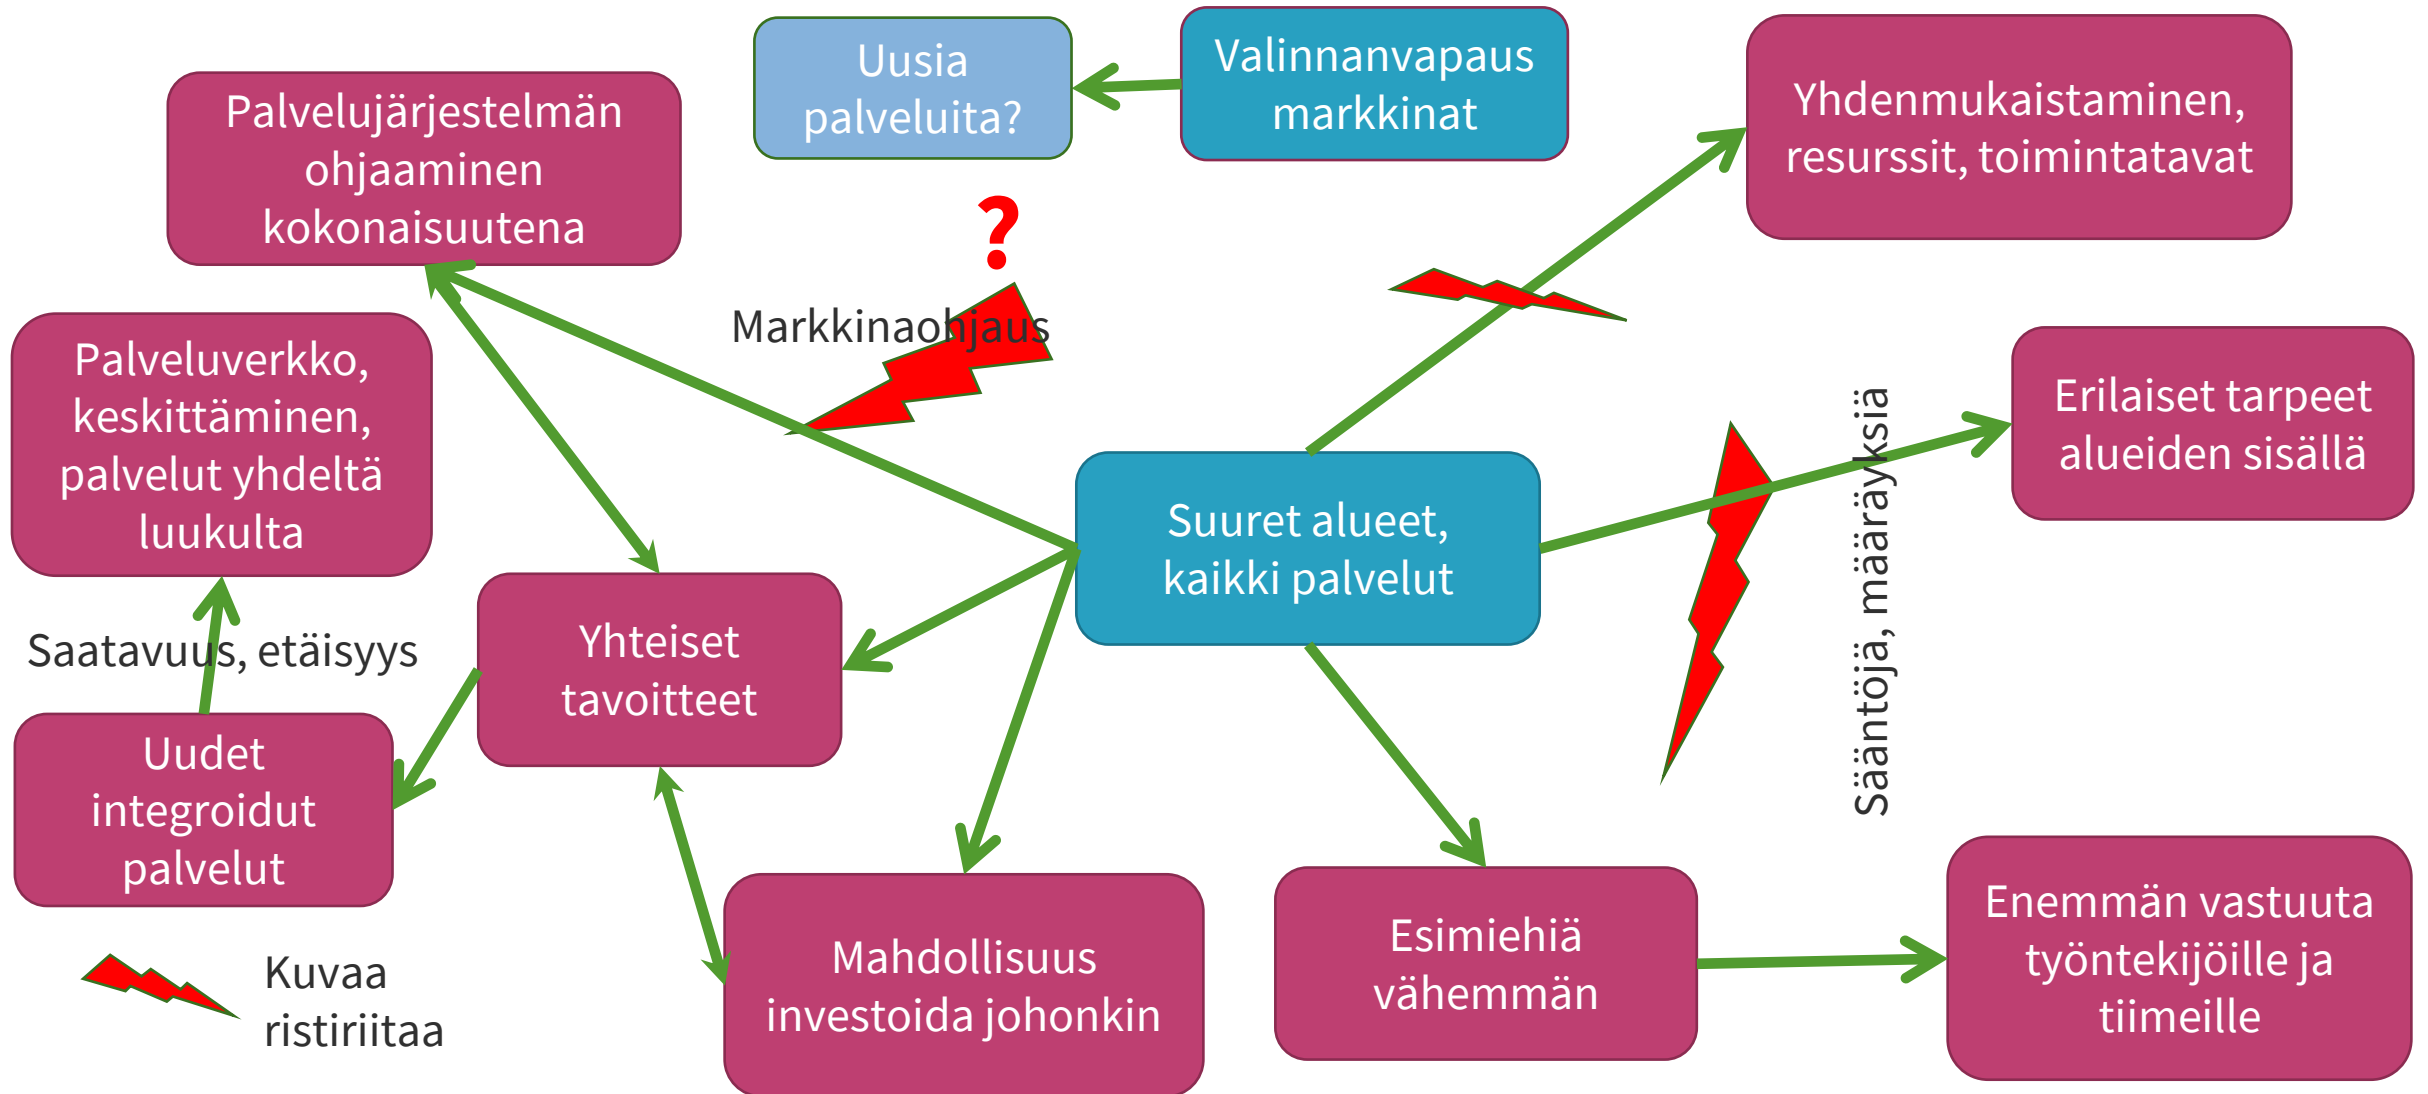 Uusia
palveluita?
Valinnanvapaus
markkinat
Palvelujärjestelmän
ohjaaminen
kokonaisuutena
Yhdenmukaistaminen,
resurssit, toimintatavat
?
Markkinaohjaus
Palveluverkko,
keskittäminen,
palvelut yhdeltä
luukulta
Erilaiset tarpeet
alueiden sisällä
Sääntöjä, määräyksiä
Suuret alueet,
kaikki palvelut
Saatavuus, etäisyys
Yhteiset
tavoitteet
Uudet
integroidut
palvelut
Mahdollisuus
investoida johonkin
Esimiehiä
vähemmän
Enemmän vastuuta
työntekijöille ja
tiimeille
Kuvaa
ristiriitaa